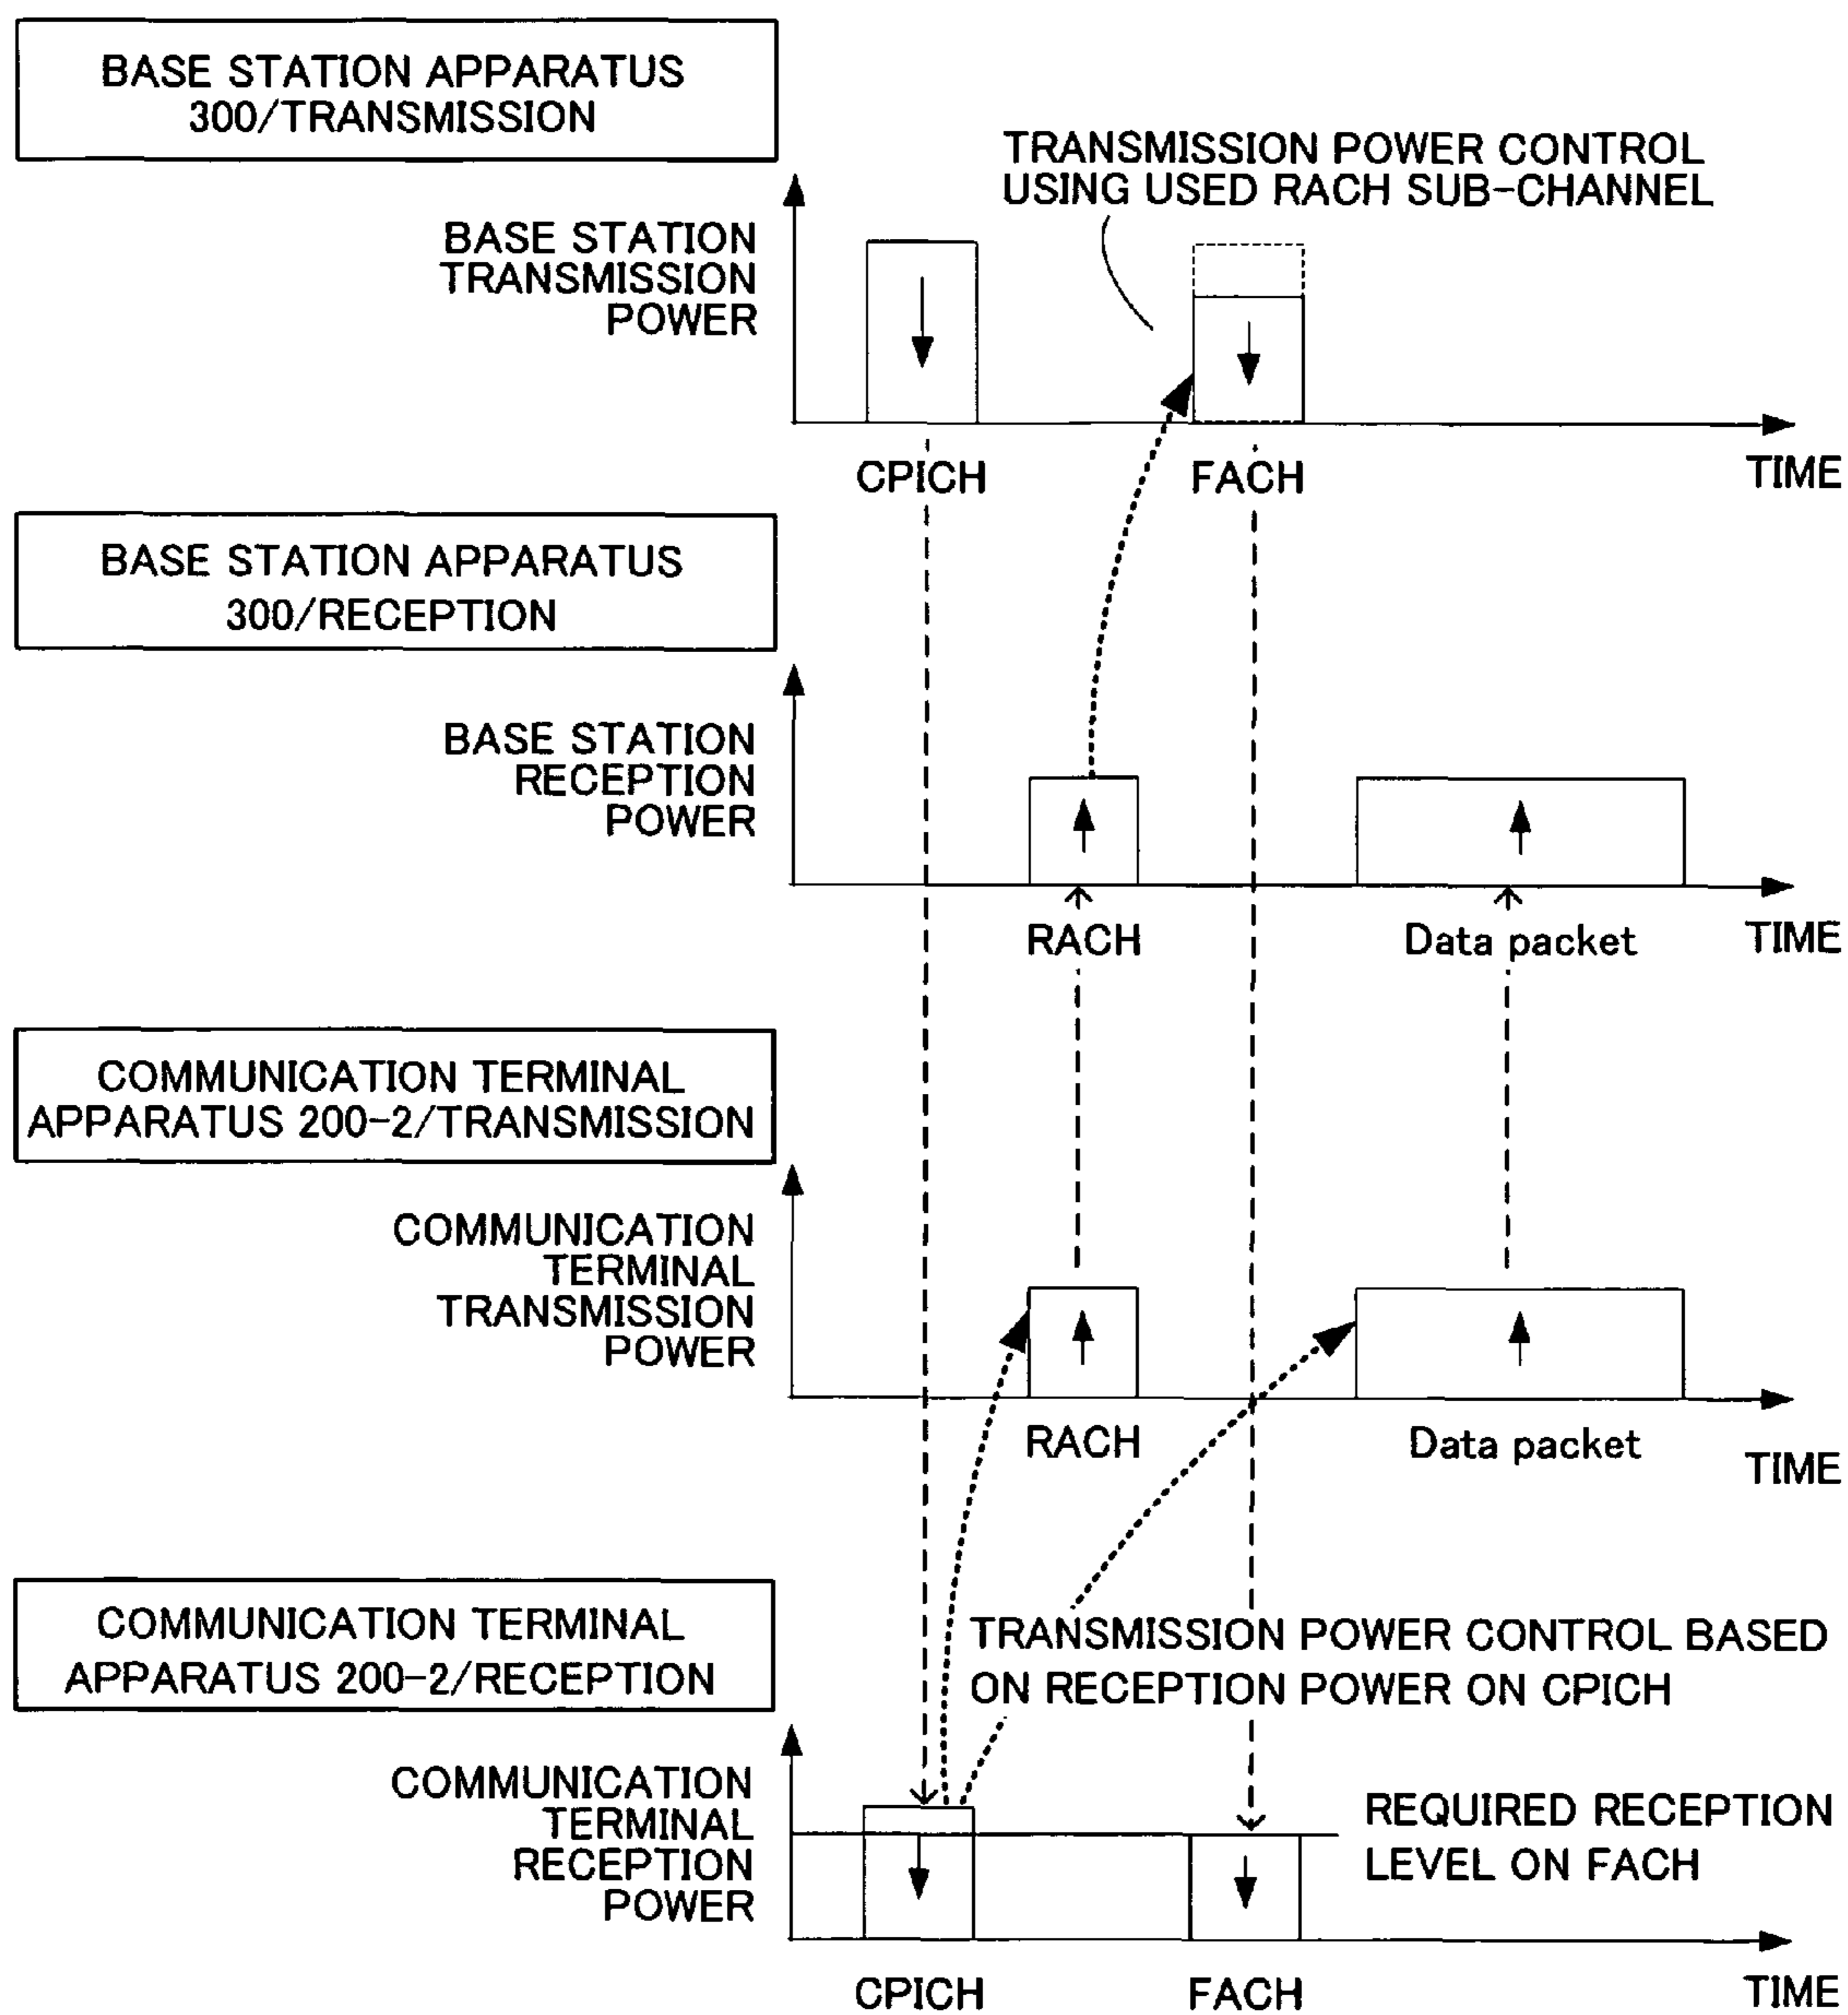 BASE STATION APPARATUS
300/TRANSMISSION
TRANSMISSION POWER CONTROL
USING USED RACH SUB-CHANNEL
BASE STATION
TRANSMISSION
POWER
CPICH
FACH
TIME
BASE STATION APPARATUS
300/RECEPTION
BASE STATION
RECEPTION
POWER
RACH
Data packet
TIME
COMMUNICATION TERMINAL
APPARATUS 200-2/TRANSMISSION
COMMUNICATION
TERMINAL
TRANSMISSION
POWER
RACH
Data packet
TIME
COMMUNICATION TERMINAL
APPARATUS 200-2/RECEPTION
TRANSMISSION POWER CONTROL BASED
ON RECEPTION POWER ON CPICH
COMMUNICATION
TERMINAL
RECEPTION
POWER
REQUIRED RECEPTION
LEVEL ON FACH
CPICH
FACH
TIME